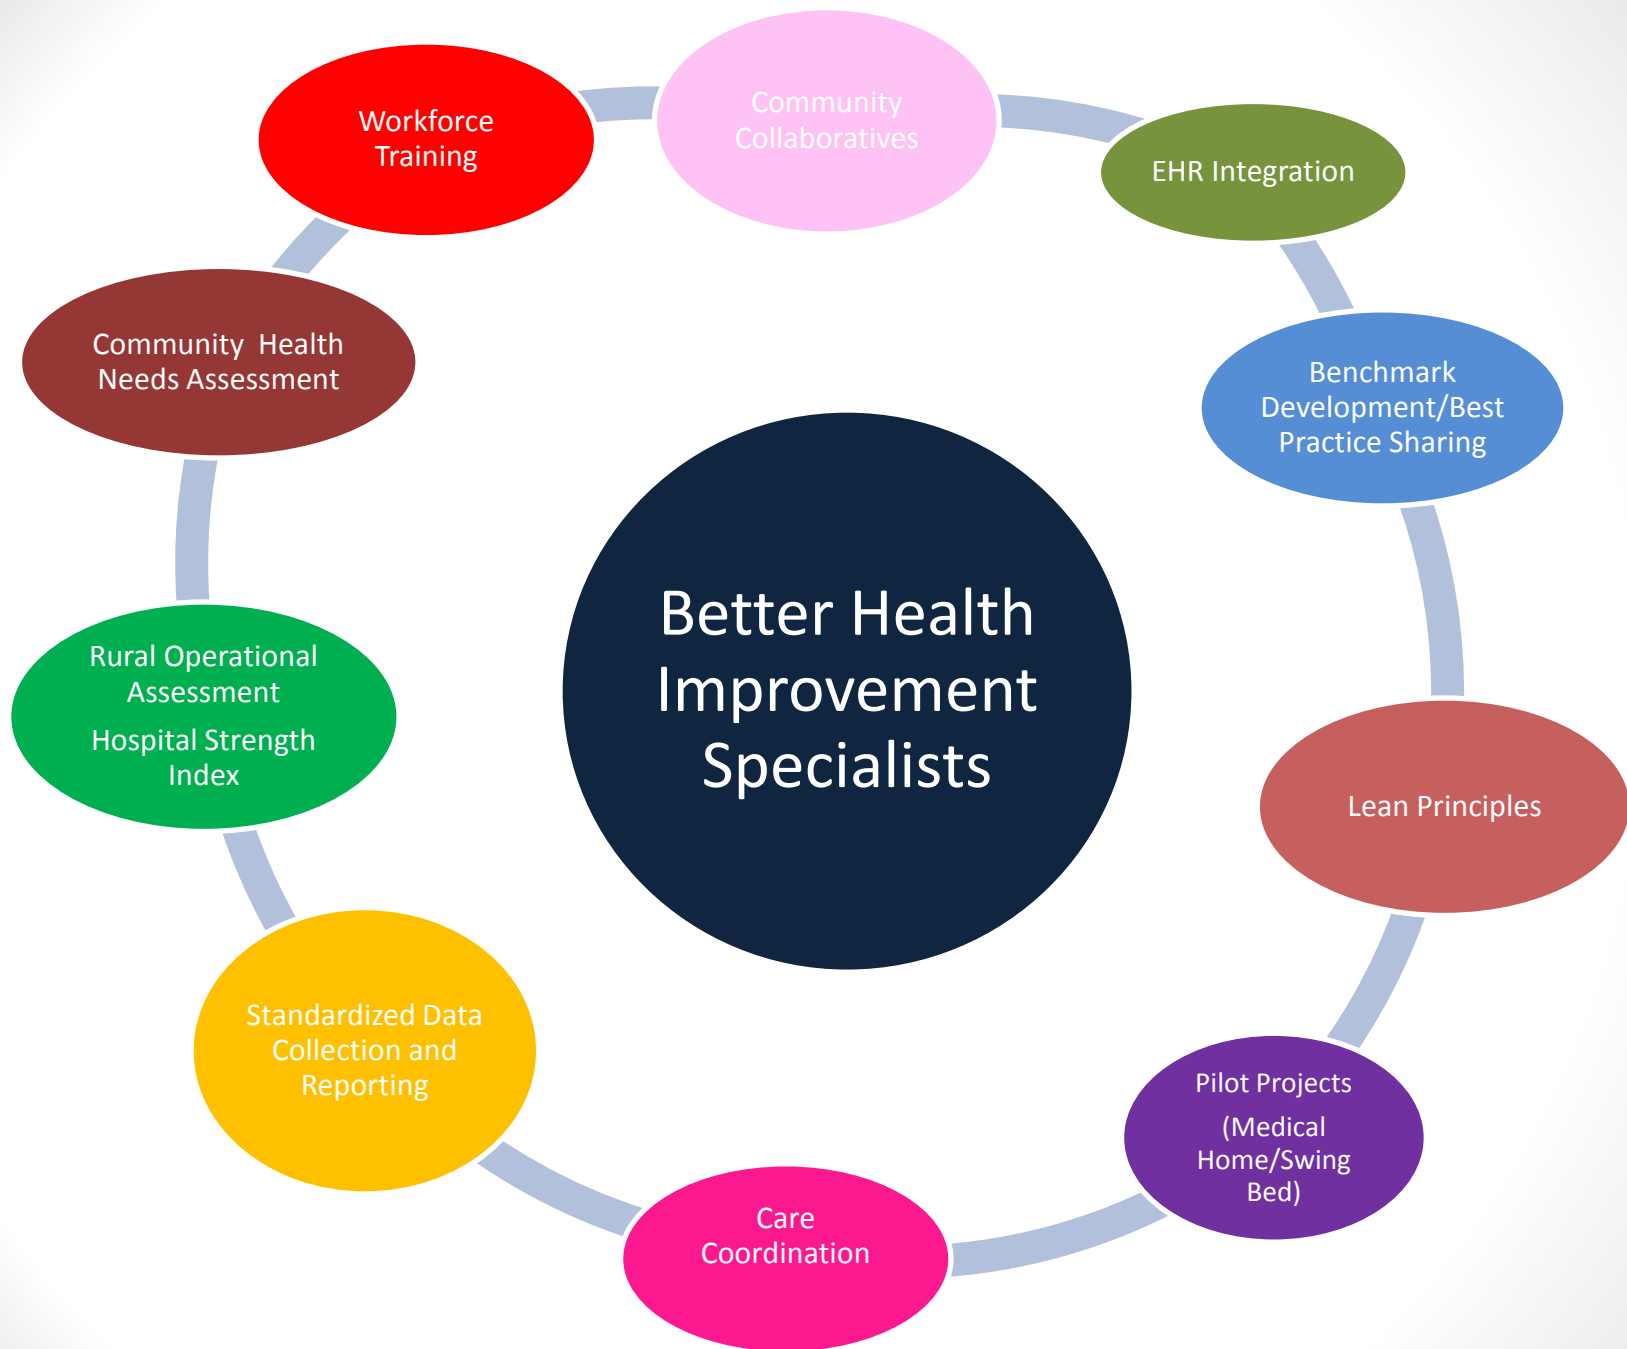 Community
Collaboratives
EHR Integration
Benchmark
Development/Best
Practice Sharing
Lean Principles
Pilot Projects
(Medical
Home/Swing
Bed)
Care
Coordination
Standardized Data
Collection and
Reporting
Rural Operational
Assessment
Hospital Strength
Index
Community Health
Needs Assessment
Workforce
Training
Better Health
Improvement
Specialists